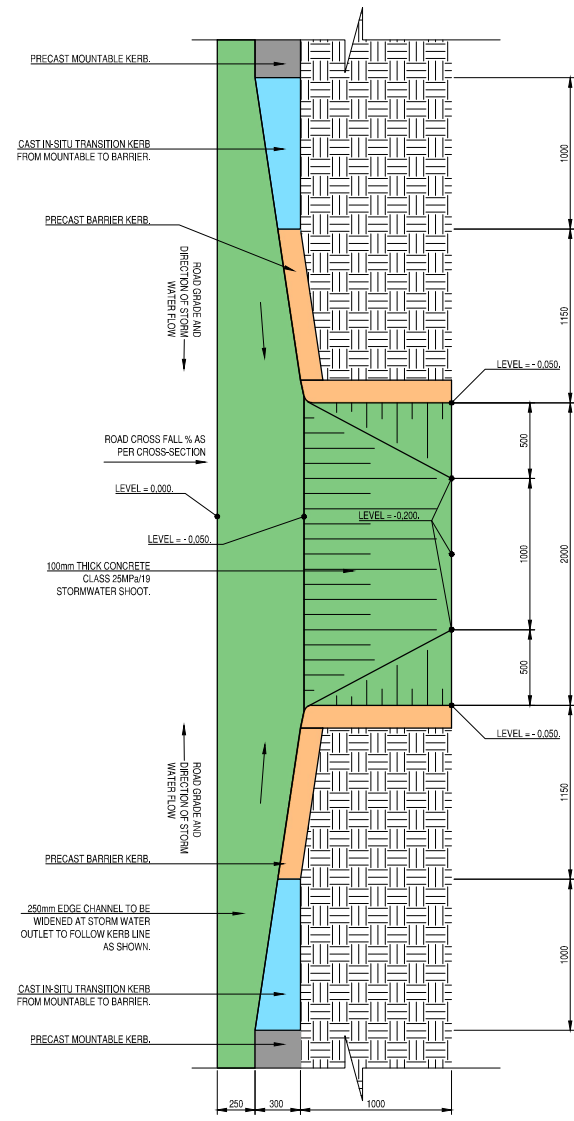 PRECAST MOUNTABLE KERB.
CAST IN-SITU TRANSITION KERB
FROM MOUNTABLE TO BARRIER.
1000
PRECAST BARRIER KERB.
ROAD GRADE AND
DIRECTION OF STORM
WATER FLOW
1150
LEVEL = - 0,050.
ROAD CROSS FALL % AS
PER CROSS-SECTION
500
LEVEL = 0,000.
LEVEL = -0,200.
LEVEL = - 0,050.
1000
2000
100mm THICK CONCRETE
CLASS 25MPa/19
STORMWATER SHOOT.
500
LEVEL = - 0,050.
ROAD GRADE AND
DIRECTION OF STORM
WATER FLOW
1150
PRECAST BARRIER KERB.
250mm EDGE CHANNEL TO BE
WIDENED AT STORM WATER
OUTLET TO FOLLOW KERB LINE
AS SHOWN.
1000
CAST IN-SITU TRANSITION KERB
FROM MOUNTABLE TO BARRIER.
PRECAST MOUNTABLE KERB.
250
300
1000